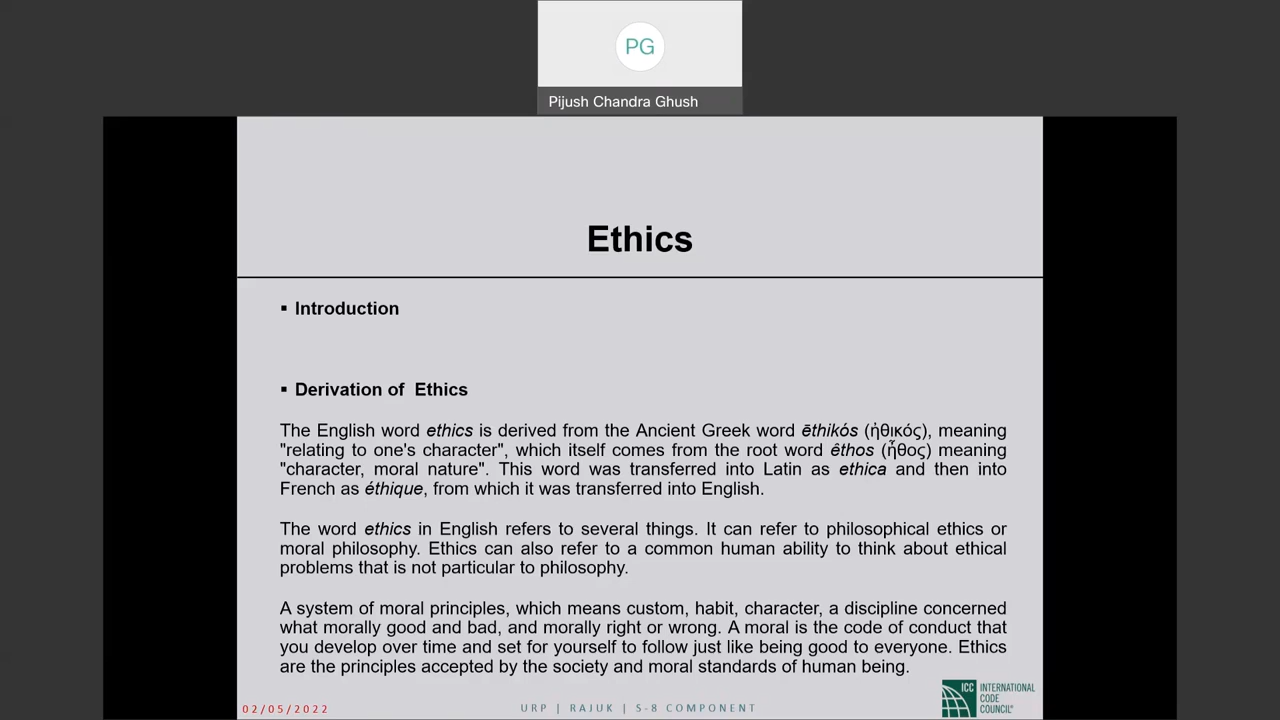 PG
Pijush Chandra Ghush
Ethics
▪ Introduction
▪ Derivation of  Ethics
The English word ethics is derived from the Ancient Greek word ēthikós (ἠθικός), meaning
"relating to one's character", which itself comes from the root word êthos (ἦθος) meaning
"character, moral nature". This word was transferred into Latin as ethica and then into
French as éthique, from which it was transferred into English.
The word ethics in English refers to several things. It can refer to philosophical ethics or
moral philosophy. Ethics can also refer to a common human ability to think about ethical
problems that is not particular to philosophy.
A system of moral principles, which means custom, habit, character, a discipline concerned
what morally good and bad, and morally right or wrong. A moral is the code of conduct that
you develop over time and set for yourself to follow just like being good to everyone. Ethics
are the principles accepted by the society and moral standards of human being.
02/05/2022
URP | RAJUK | S-8 COMPONENT
ICC
INTERNATIONAL
CODE
COUNCIL®